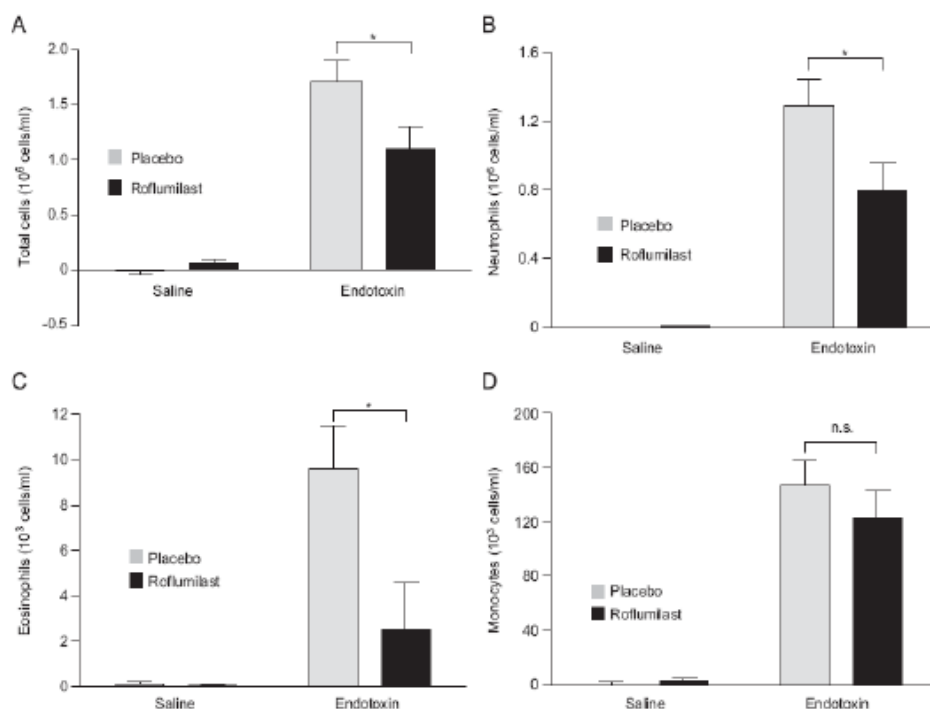 A
Total cells (10⁶ cells/ml)
2.0
1.5
1.0
0.5
0
-0.5
*
Placebo
Roflumilast
Saline
Endotoxin
B
Neutrophils (10⁶ cells/ml)
1.6
1.2
0.8
0.4
0
*
Placebo
Roflumilast
Saline
Endotoxin
C
Eosinophils (10³ cells/ml)
12
10
8
6
4
2
0
*
Placebo
Roflumilast
Saline
Endotoxin
D
Monocytes (10³ cells/ml)
200
160
120
80
40
0
n.s.
Placebo
Roflumilast
Saline
Endotoxin